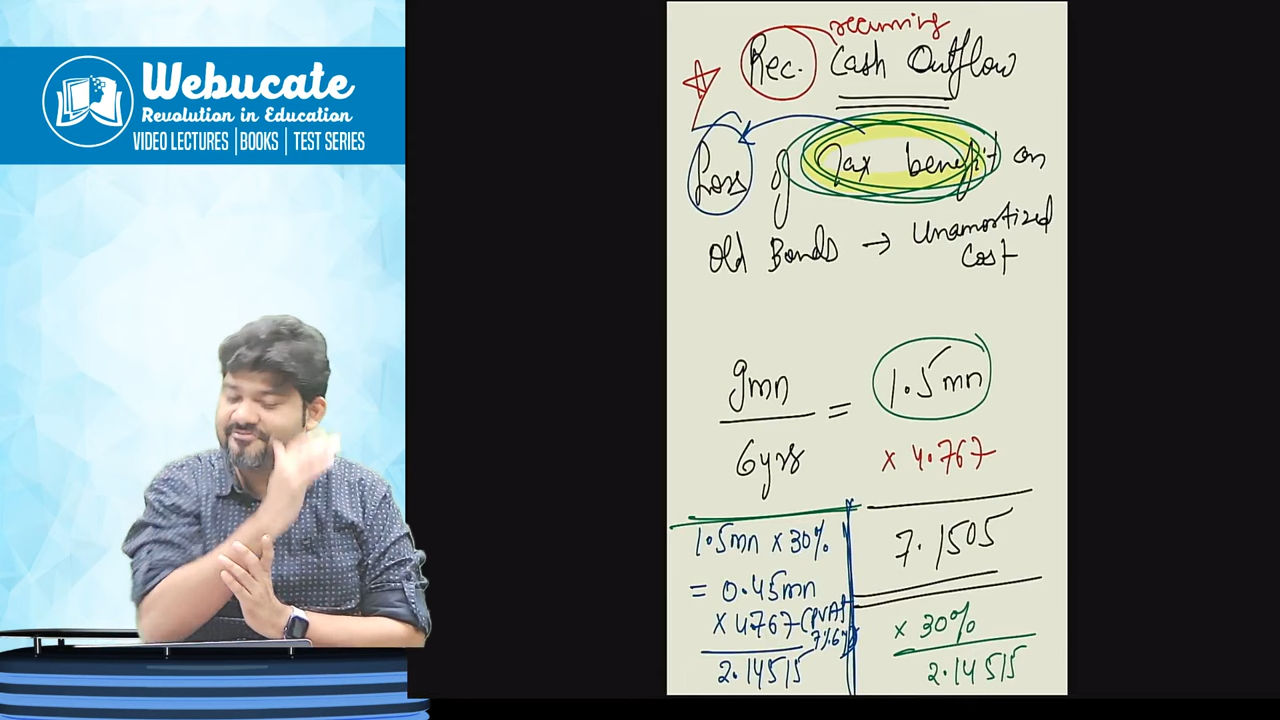 Webucate
Revolution in Education
VIDEO LECTURES | BOOKS | TEST SERIES
recurring
Rec. Cash Outflow
Loss of Tax benefit on
Old Bonds → Unamortized
Cost
9mn
6yrs
= 1.5mn
x 4.767
7.1505
x 30%
2.14515
1.5mn x 30%
= 0.45mn
x 4.767 (PVAF
7%6y)
2.14515